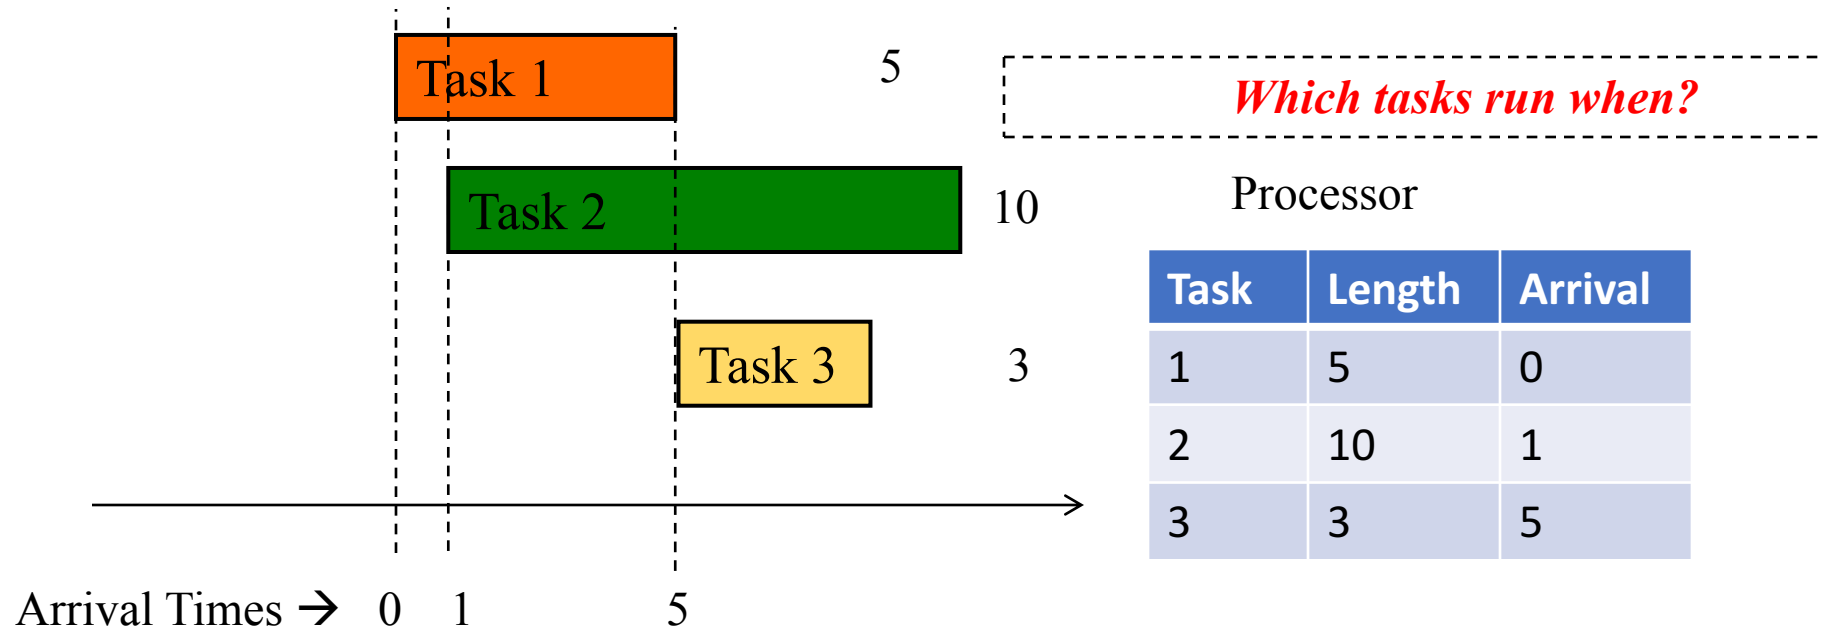 Task 1
5
Which tasks run when?
Task 2
10
Processor
Task Length Arrival
1 5 0
2 10 1
3 3 5
Task 3
3
Arrival Times → 0 1 5